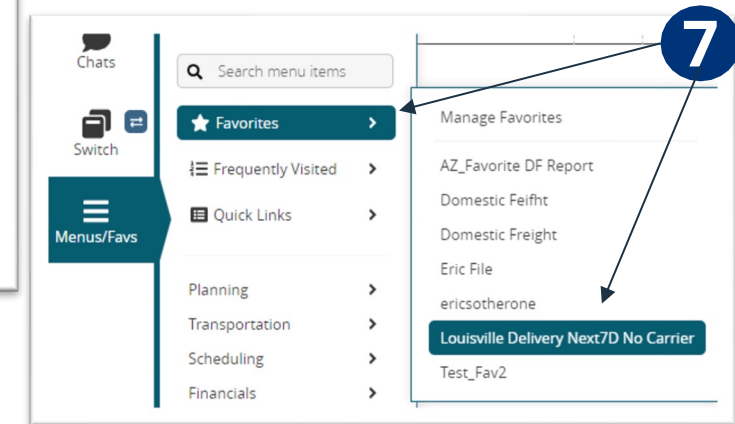 7
Chats
Switch
Menus/Favs
Search menu items
Favorites
Frequently Visited
Quick Links
Planning
Transportation
Scheduling
Financials
Manage Favorites
AZ_Favorite DF Report
Domestic Feifht
Domestic Freight
Eric File
ericsotherone
Louisville Delivery Next7D No Carrier
Test_Fav2